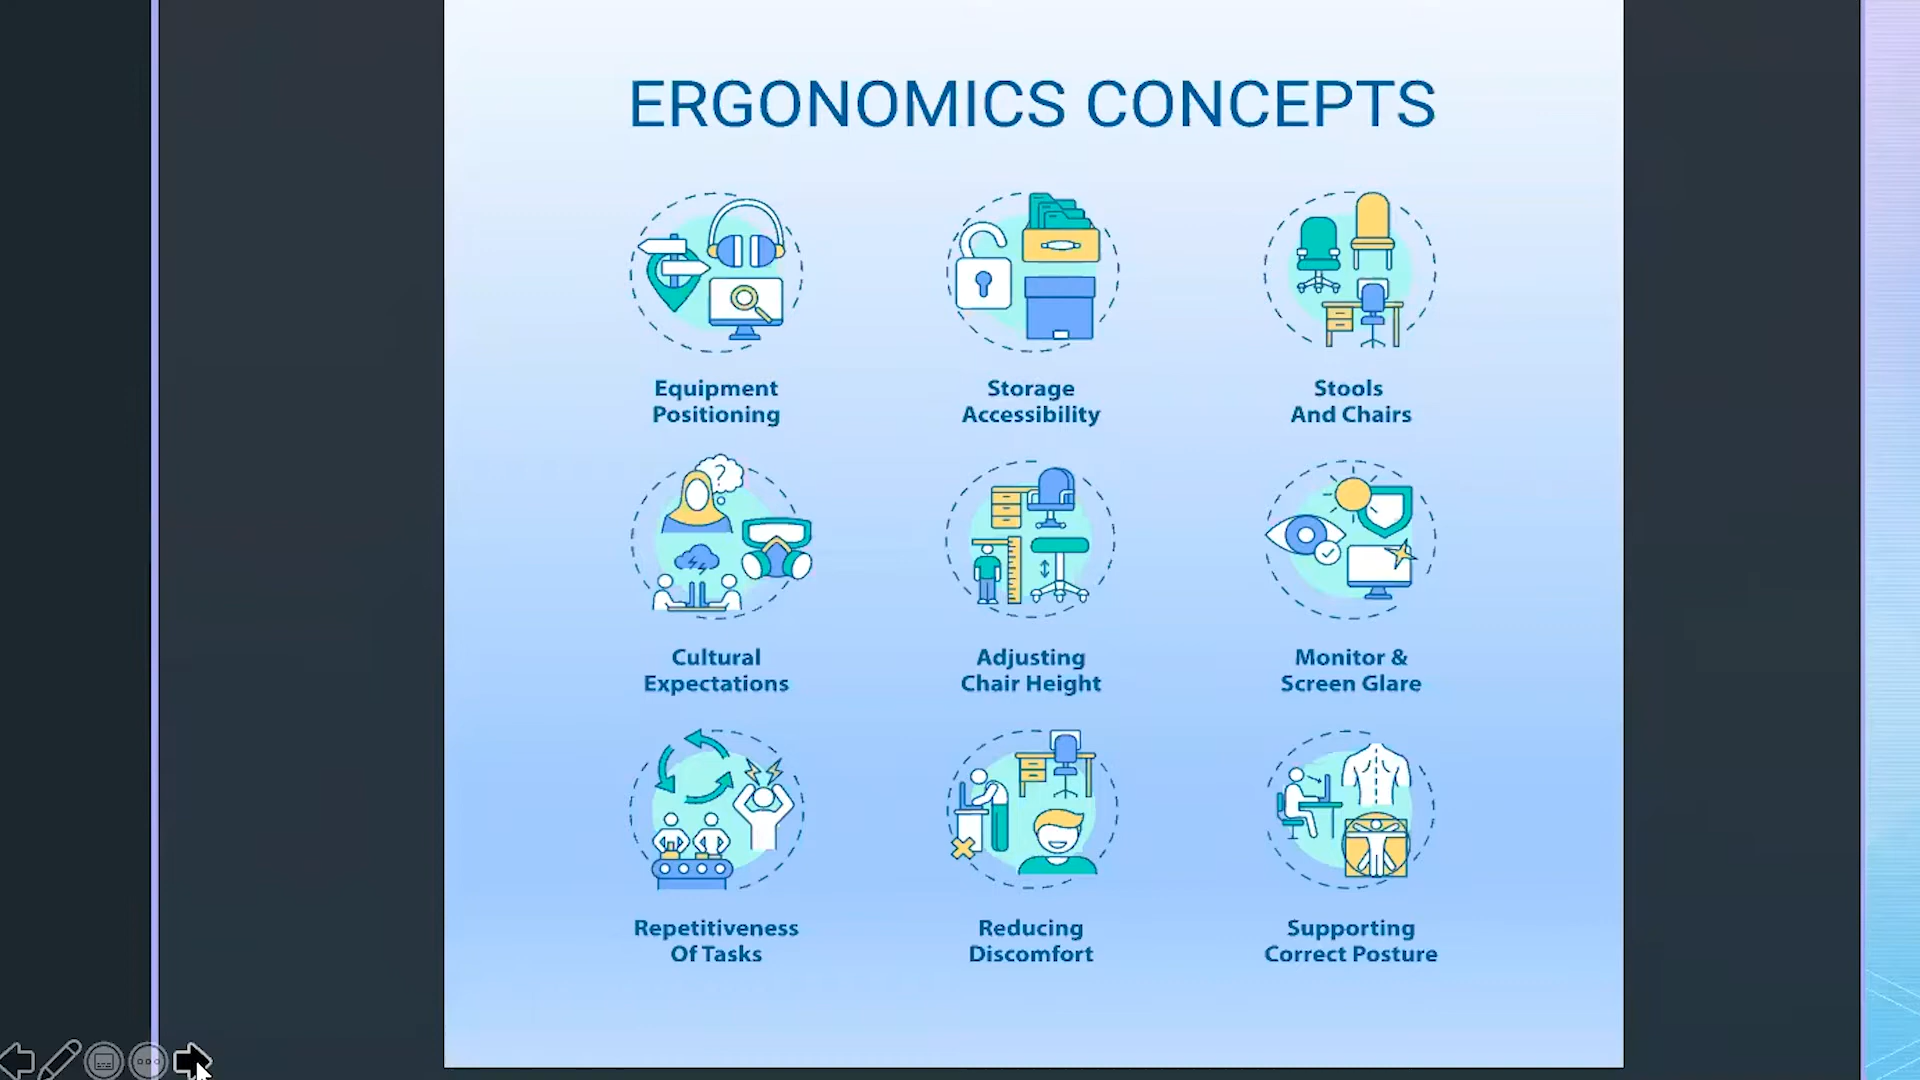 ERGONOMICS CONCEPTS
Equipment
Positioning
Storage
Accessibility
Stools
And Chairs
?
Cultural
Expectations
Adjusting
Chair Height
Monitor &
Screen Glare
Repetitiveness
Of Tasks
Reducing
Discomfort
Supporting
Correct Posture